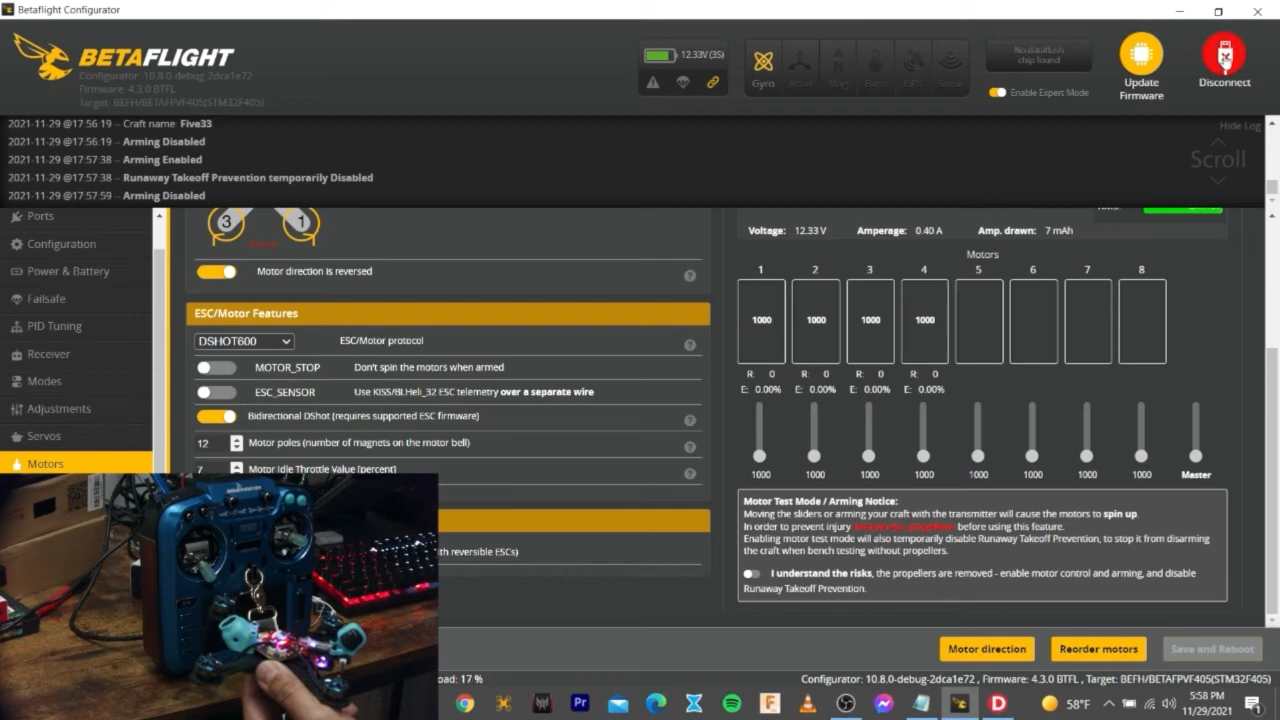 Betaflight Configurator
BETAFLIGHT
Configurator: 10.8.0-debug-2dca1e72
Firmware: 4.3.0 BTFL
Target: BEFH/BETAFPVF405(STM32F405)
12.33V (3S)
Gyro
Accel
Mag
Baro
GPS
Sonar
No dataflash
chip found
Enable Expert Mode
Update
Firmware
Disconnect
2021-11-29 @17:56:19 -- Craft name: Five33
2021-11-29 @17:56:19 -- Arming Disabled
2021-11-29 @17:57:38 -- Arming Enabled
2021-11-29 @17:57:38 -- Runaway Takeoff Prevention temporarily Disabled
2021-11-29 @17:57:59 -- Arming Disabled
Hide Log
Scroll
Ports
Configuration
Power & Battery
Failsafe
PID Tuning
Receiver
Modes
Adjustments
Servos
Motors
3 1
Motor direction is reversed
ESC/Motor Features
DSHOT600 ESC/Motor protocol
MOTOR_STOP Don't spin the motors when armed
ESC_SENSOR Use KISS/BLHeli_32 ESC telemetry over a separate wire
Bidirectional DShot (requires supported ESC firmware)
12 Motor poles (number of magnets on the motor bell)
7 Motor Idle Throttle Value [percent]
with reversible ESCs)
Voltage: 12.33 V Amperage: 0.40 A Amp. drawn: 7 mAh
Motors
1 2 3 4 5 6 7 8
1000 1000 1000 1000
R: 0 R: 0 R: 0 R: 0
E: 0.00% E: 0.00% E: 0.00% E: 0.00%
1000 1000 1000 1000 1000 1000 1000 1000 Master
Motor Test Mode / Arming Notice:
Moving the sliders or arming your craft with the transmitter will cause the motors to spin up.
In order to prevent injury before using this feature.
Enabling motor test mode will also temporarily disable Runaway Takeoff Prevention, to stop it from disarming
the craft when bench testing without propellers.
I understand the risks, the propellers are removed - enable motor control and arming, and disable
Runaway Takeoff Prevention.
Motor direction
Reorder motors
Save and Reboot
oad: 17 %
Configurator: 10.8.0-debug-2dca1e72 , Firmware: 4.3.0 BTFL , Target: BEFH/BETAFPVF405(STM32F405)
Pr
F
D
58°F
5:58 PM
11/29/2021
1